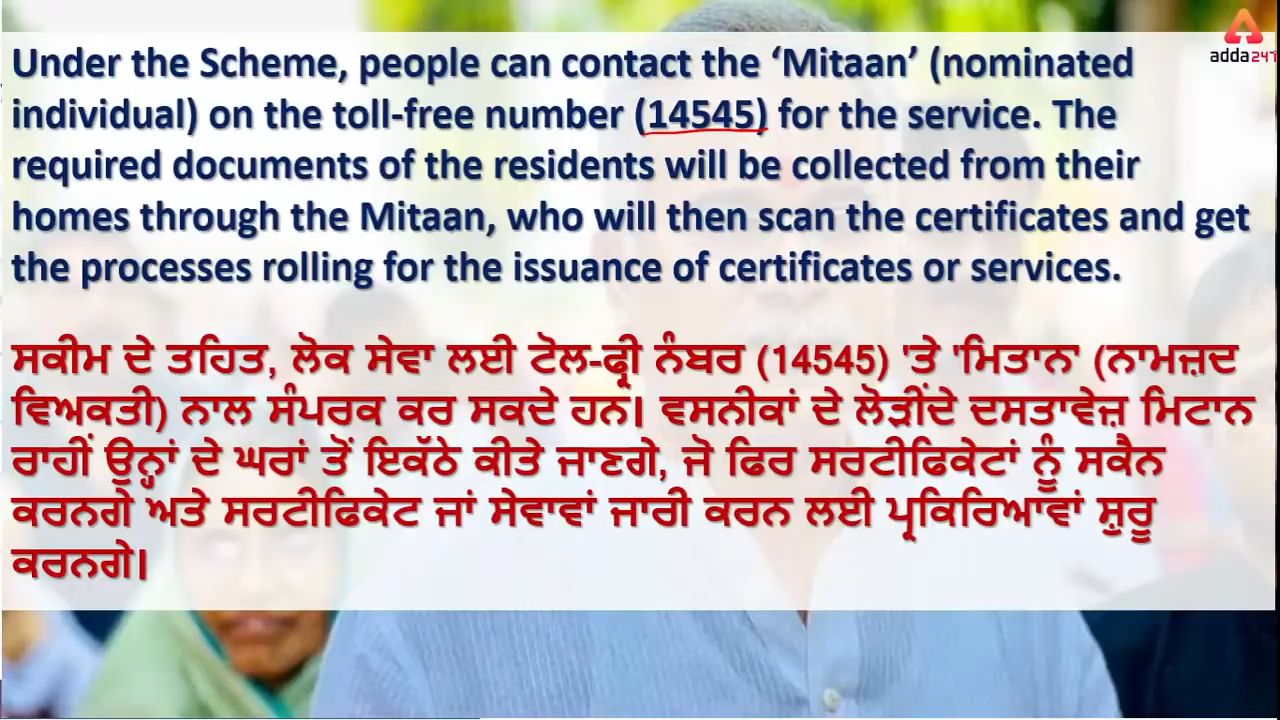 adda247
Under the Scheme, people can contact the ‘Mitaan’ (nominated
individual) on the toll-free number (14545) for the service. The
required documents of the residents will be collected from their
homes through the Mitaan, who will then scan the certificates and get
the processes rolling for the issuance of certificates or services.
ਸਕੀਮ ਦੇ ਤਹਿਤ, ਲੋਕ ਸੇਵਾ ਲਈ ਟੋਲ-ਫ੍ਰੀ ਨੰਬਰ (14545) 'ਤੇ 'ਮਿਤਾਨ' (ਨਾਮਜ਼ਦ
ਵਿਅਕਤੀ) ਨਾਲ ਸੰਪਰਕ ਕਰ ਸਕਦੇ ਹਨ। ਵਸਨੀਕਾਂ ਦੇ ਲੋੜੀਂਦੇ ਦਸਤਾਵੇਜ਼ ਮਿਟਾਨ
ਰਾਹੀਂ ਉਨ੍ਹਾਂ ਦੇ ਘਰਾਂ ਤੋਂ ਇਕੱਠੇ ਕੀਤੇ ਜਾਣਗੇ, ਜੋ ਫਿਰ ਸਰਟੀਫਿਕੇਟਾਂ ਨੂੰ ਸਕੈਨ
ਕਰਨਗੇ ਅਤੇ ਸਰਟੀਫਿਕੇਟ ਜਾਂ ਸੇਵਾਵਾਂ ਜਾਰੀ ਕਰਨ ਲਈ ਪ੍ਰਕਿਰਿਆਵਾਂ ਸ਼ੁਰੂ
ਕਰਨਗੇ।